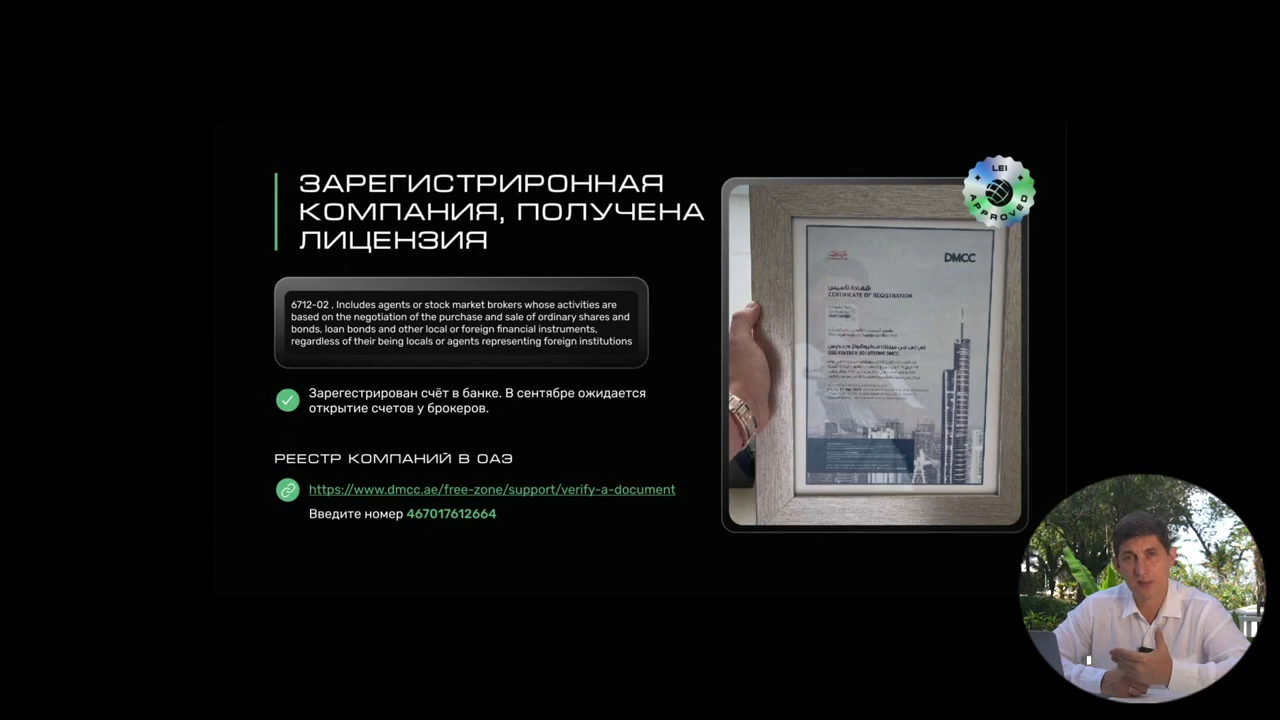 ЗАРЕГИСТРИРОННАЯ
КОМПАНИЯ, ПОЛУЧЕНА
ЛИЦЕНЗИЯ
6712-02 . Includes agents or stock market brokers whose activities are
based on the negotiation of the purchase and sale of ordinary shares and
bonds, loan bonds and other local or foreign financial instruments,
regardless of their being locals or agents representing foreign institutions
Зарегестрирован счёт в банке. В сентябре ожидается
открытие счетов у брокеров.
РЕЕСТР КОМПАНИЙ В ОАЭ
https://www.dmcc.ae/free-zone/support/verify-a-document
Введите номер 467017612664
LEI
APPROVED
DMCC
شهادة تأسيس
CERTIFICATE OF REGISTRATION